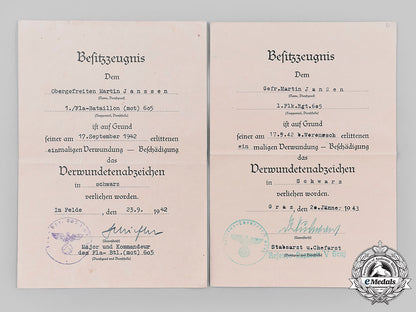 Besitzzeugnis
Dem
Obergefreiten Martin Janssen
(Name, Dienstgrad)
1./Fla-Bataillon (mot) 605
(Truppenteil, Dienststelle)
ist auf Grund
seiner am 17.September 1942 erlittenen
einmaligen Verwundung – Beschädigung
das
Verwundetenabzeichen
in schwarz
verliehen worden.
Im Felde, den 23.9. 1942
(Unterschrift)
Major und Kommandeur
des Fla- Btl.(mot) 605
(Dienstgrad und Dienststelle)
Besitzzeugnis
Dem
Gefr.Martin Janßen
(Name, Dienstgrad)
1.Flk.Rgt.605
(Truppenteil, Dienststelle)
ist auf Grund
seiner am 17.9.42 b. erlittenen
einmaligen Verwundung – Beschädigung
das
Verwundetenabzeichen
in Schwarz
verliehen worden.
Graz, den 20.Jänner 1943
(Unterschrift)
Stabsarzt u.Chefarzt
(Dienstgrad und Dienststelle)
eMedals